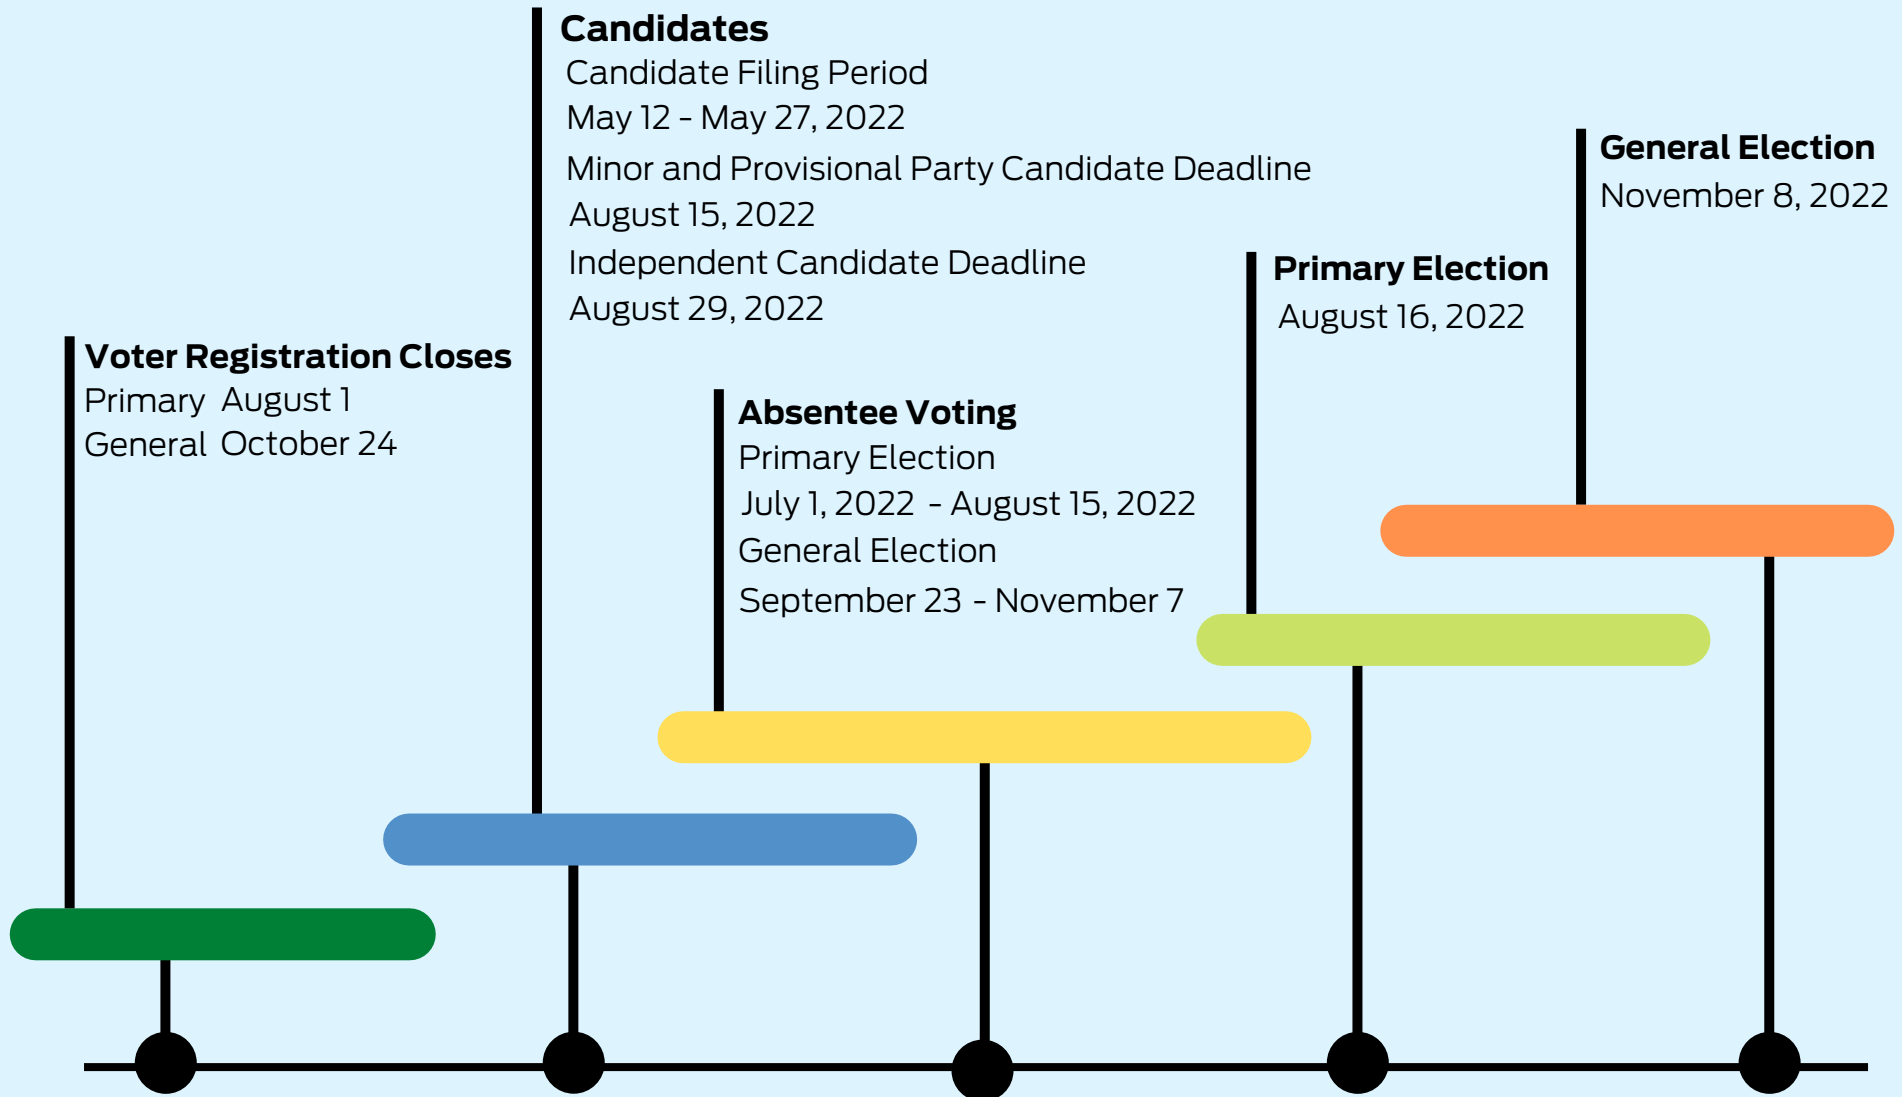 Candidates
Candidate Filing Period
May 12 - May 27, 2022
Minor and Provisional Party Candidate Deadline
August 15, 2022
Independent Candidate Deadline
August 29, 2022
General Election
November 8, 2022
Primary Election
August 16, 2022
Voter Registration Closes
Primary August 1
General October 24
Absentee Voting
Primary Election
July 1, 2022 - August 15, 2022
General Election
September 23 - November 7